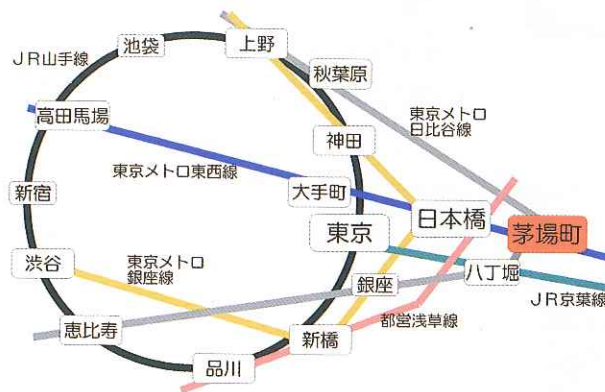 池袋
上野
JR山手線
秋葉原
高田馬場
東京メトロ
日比谷線
神田
東京メトロ東西線
大手町
新宿
日本橋
東京
茅場町
渋谷
東京メトロ
銀座線
八丁堀
銀座
JR京葉線
恵比寿
新橋
都営浅草線
品川